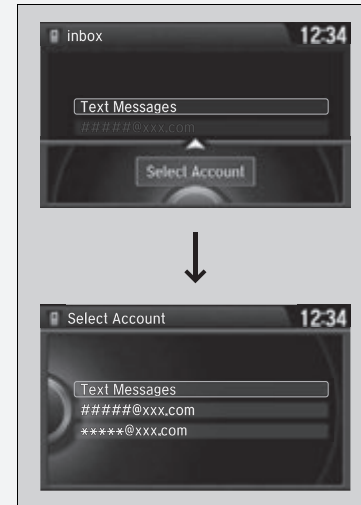 inbox 12:34
Text Messages
#####@xxx.com
Select Account
Select Account 12:34
Text Messages
#####@xxx.com
*****@xxx.com